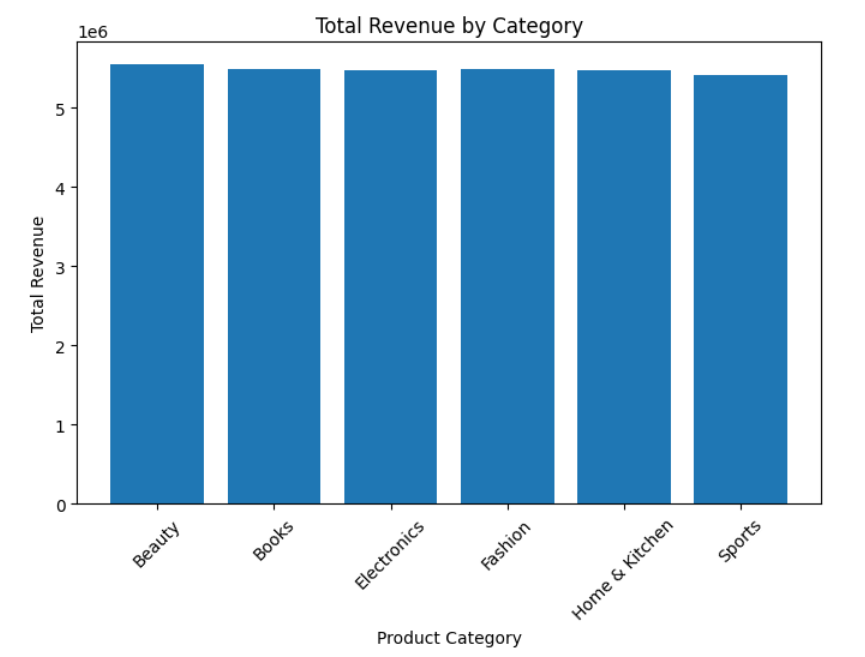 Total Revenue by Category
1e6
5
4
3
2
1
0
Total Revenue
Beauty
Books
Electronics
Fashion
Home & Kitchen
Sports
Product Category